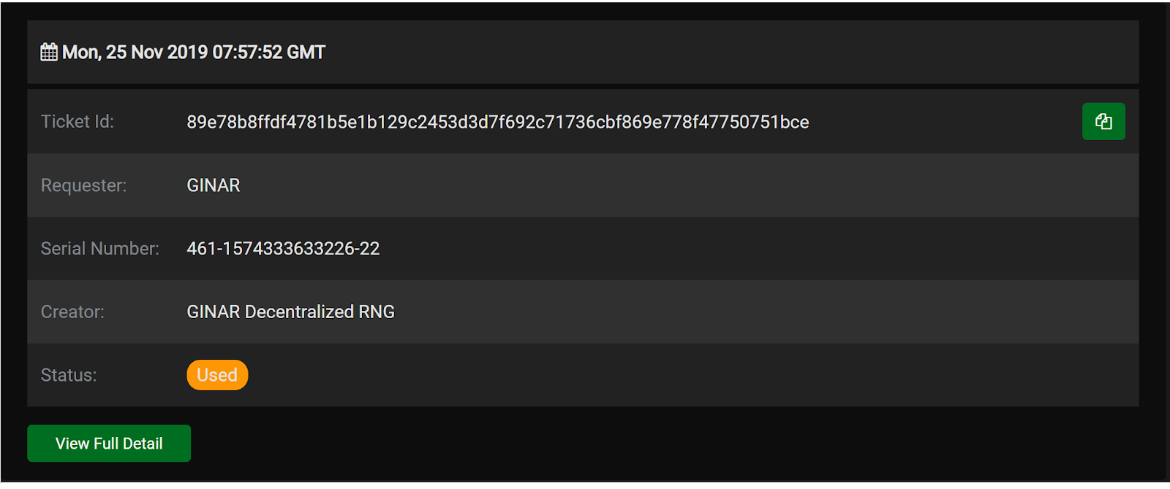 Mon, 25 Nov 2019 07:57:52 GMT
Ticket Id: 89e78b8ffdf4781b5e1b129c2453d3d7f692c71736cbf869e778f47750751bce
Requester: GINAR
Serial Number: 461-1574333633226-22
Creator: GINAR Decentralized RNG
Status: Used
View Full Detail